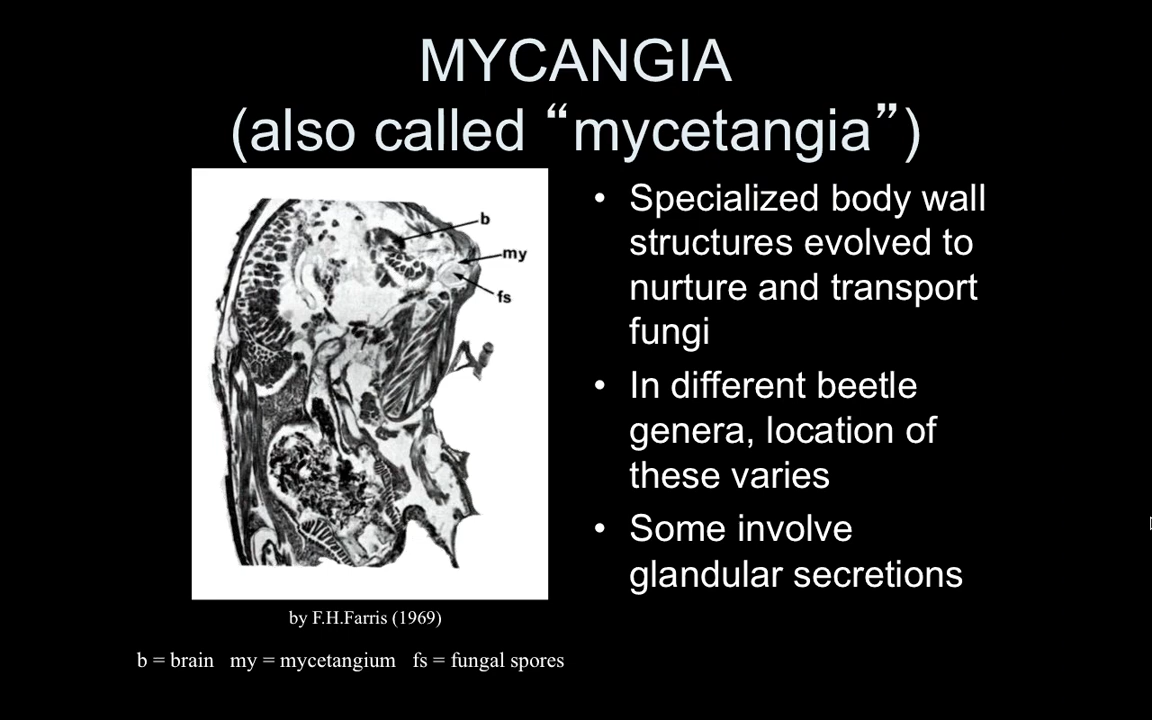 MYCANGIA
(also called “mycetangia”)
b
my
fs
• Specialized body wall
structures evolved to
nurture and transport
fungi
• In different beetle
genera, location of
these varies
• Some involve
glandular secretions
by F.H.Farris (1969)
b = brain my = mycetangium fs = fungal spores